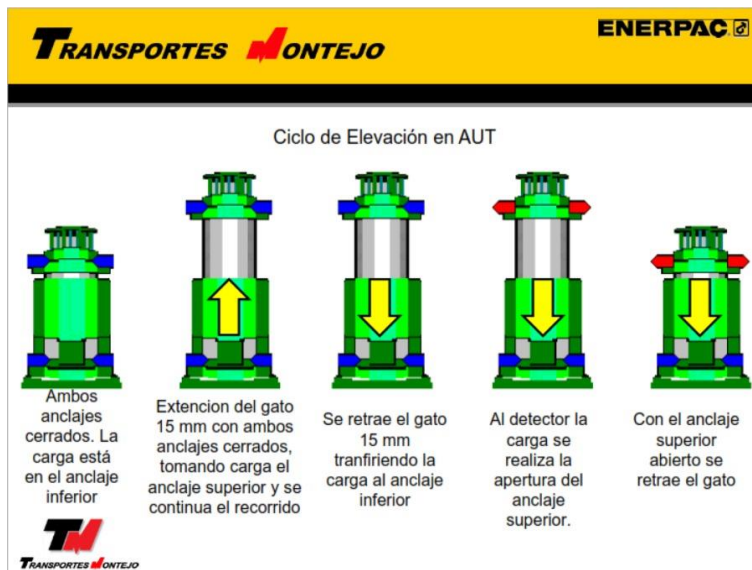 TRANSPORTES MONTEJO
ENERPAC
Ciclo de Elevación en AUT
Ambos
anclajes
cerrados. La
carga está
en el anclaje
inferior
Extencion del gato
15 mm con ambos
anclajes cerrados,
tomando carga el
anclaje superior y se
continua el recorrido
Se retrae el gato
15 mm
tranfiriendo la
carga al anclaje
inferior
Al detector la
carga se
realiza la
apertura del
anclaje
superior.
Con el anclaje
superior
abierto se
retrae el gato
TM
TRANSPORTES MONTEJO